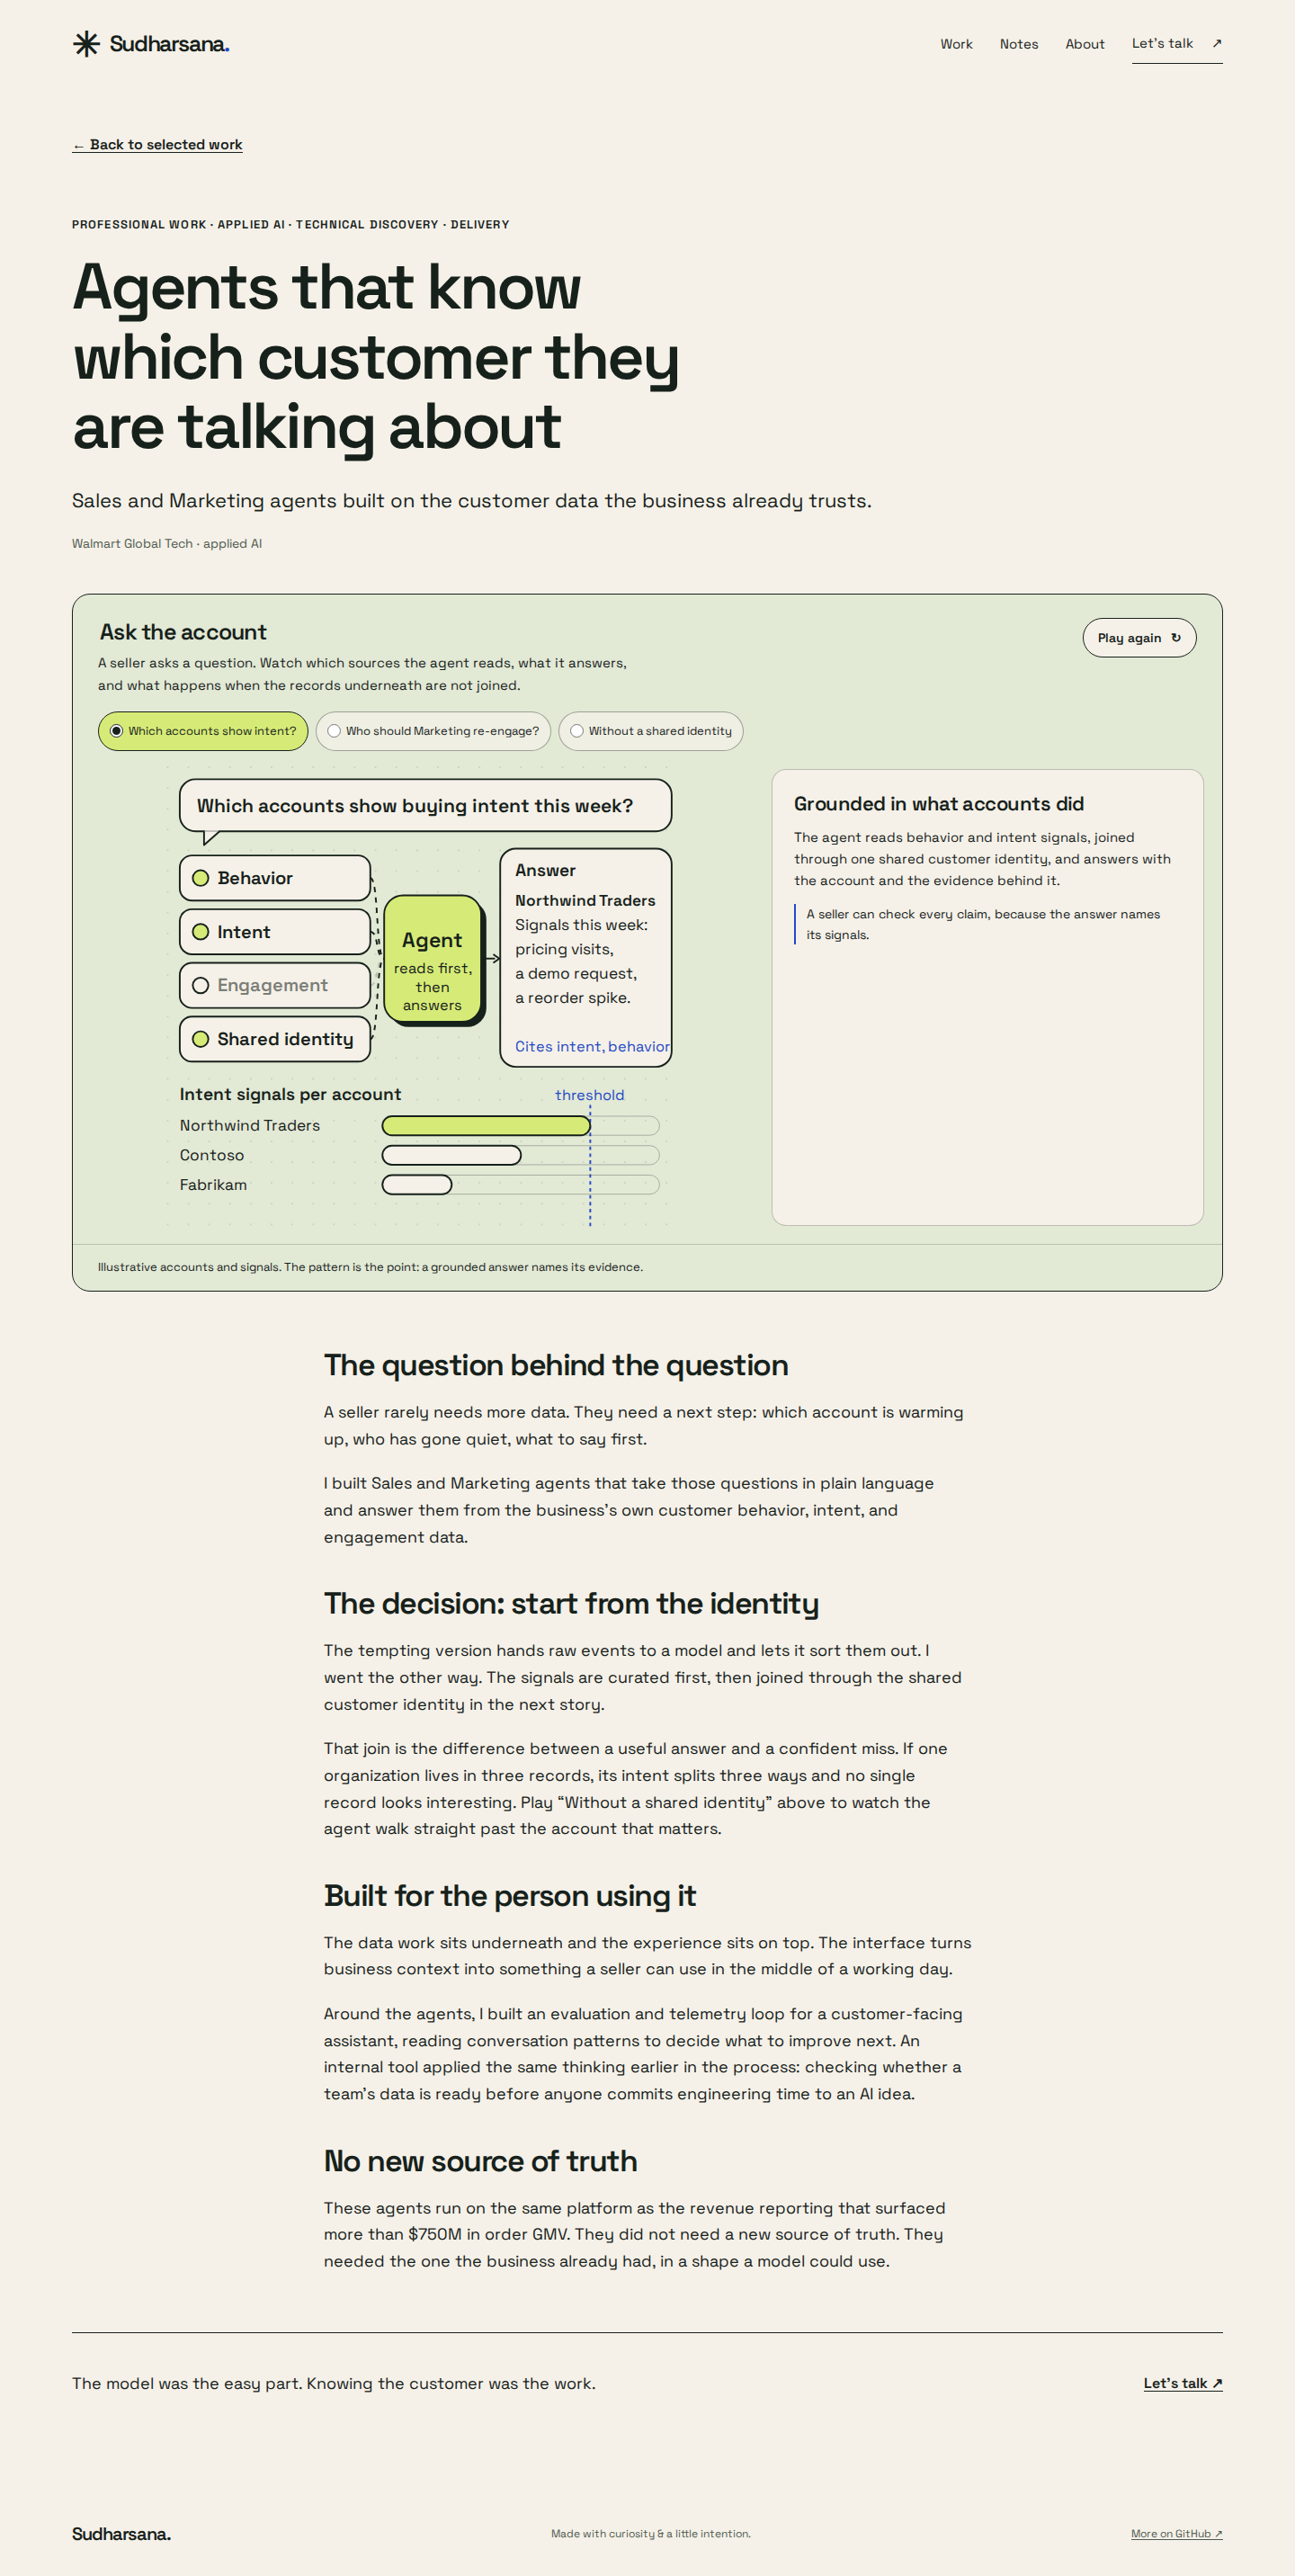 Sudharsana.
Work
Notes
About
Let's talk ↗
← Back to selected work
PROFESSIONAL WORK · APPLIED AI · TECHNICAL DISCOVERY · DELIVERY
Agents that know
which customer they
are talking about
Sales and Marketing agents built on the customer data the business already trusts.
Walmart Global Tech · applied AI
Ask the account
A seller asks a question. Watch which sources the agent reads, what it answers,
and what happens when the records underneath are not joined.
Play again ↻
Which accounts show intent?
Who should Marketing re-engage?
Without a shared identity
Which accounts show buying intent this week?
Behavior
Intent
Engagement
Shared identity
Agent
reads first,
then
answers
Answer
Northwind Traders
Signals this week:
pricing visits,
a demo request,
a reorder spike.
Cites intent, behavior
Intent signals per account
threshold
Northwind Traders
Contoso
Fabrikam
Grounded in what accounts did
The agent reads behavior and intent signals, joined
through one shared customer identity, and answers with
the account and the evidence behind it.
A seller can check every claim, because the answer names
its signals.
Illustrative accounts and signals. The pattern is the point: a grounded answer names its evidence.
The question behind the question
A seller rarely needs more data. They need a next step: which account is warming
up, who has gone quiet, what to say first.
I built Sales and Marketing agents that take those questions in plain language
and answer them from the business's own customer behavior, intent, and
engagement data.
The decision: start from the identity
The tempting version hands raw events to a model and lets it sort them out. I
went the other way. The signals are curated first, then joined through the shared
customer identity in the next story.
That join is the difference between a useful answer and a confident miss. If one
organization lives in three records, its intent splits three ways and no single
record looks interesting. Play “Without a shared identity” above to watch the
agent walk straight past the account that matters.
Built for the person using it
The data work sits underneath and the experience sits on top. The interface turns
business context into something a seller can use in the middle of a working day.
Around the agents, I built an evaluation and telemetry loop for a customer-facing
assistant, reading conversation patterns to decide what to improve next. An
internal tool applied the same thinking earlier in the process: checking whether a
team's data is ready before anyone commits engineering time to an AI idea.
No new source of truth
These agents run on the same platform as the revenue reporting that surfaced
more than $750M in order GMV. They did not need a new source of truth. They
needed the one the business already had, in a shape a model could use.
The model was the easy part. Knowing the customer was the work.
Let's talk ↗
Sudharsana.
Made with curiosity & a little intention.
More on GitHub ↗